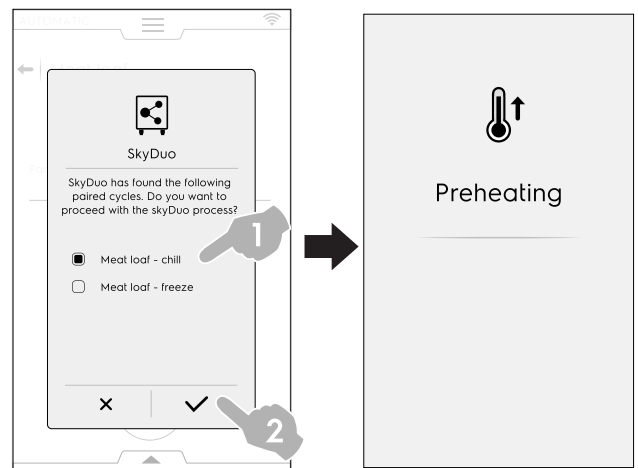 AUTOMATIC
SkyDuo
SkyDuo has found the following
paired cycles. Do you want to
proceed with the skyDuo process?
1
Meat loaf - chill
Meat loaf - freeze
2
Preheating